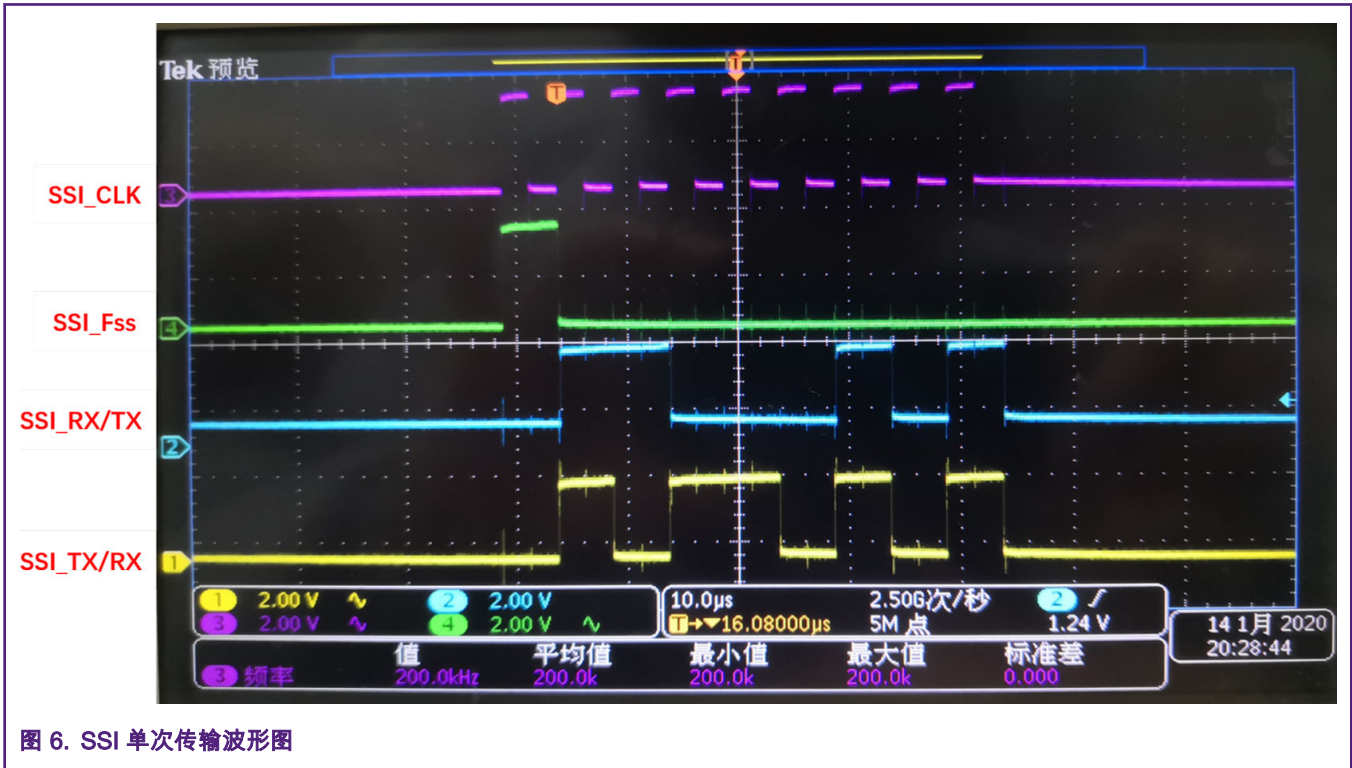 Tek 预览
T
T
SSI_CLK
3
SSI_Fss
4
SSI_RX/TX
2
SSI_TX/RX
1
1 2.00 V 2 2.00 V
3 2.00 V 4 2.00 V
10.0μs 2.50G次/秒 2
T→▼16.08000μs 5M 点 1.24 V
值 平均值 最小值 最大值 标准差
3 频率 200.0kHz 200.0k 200.0k 200.0k 0.000
14 1月 2020
20:28:44
图 6. SSI 单次传输波形图